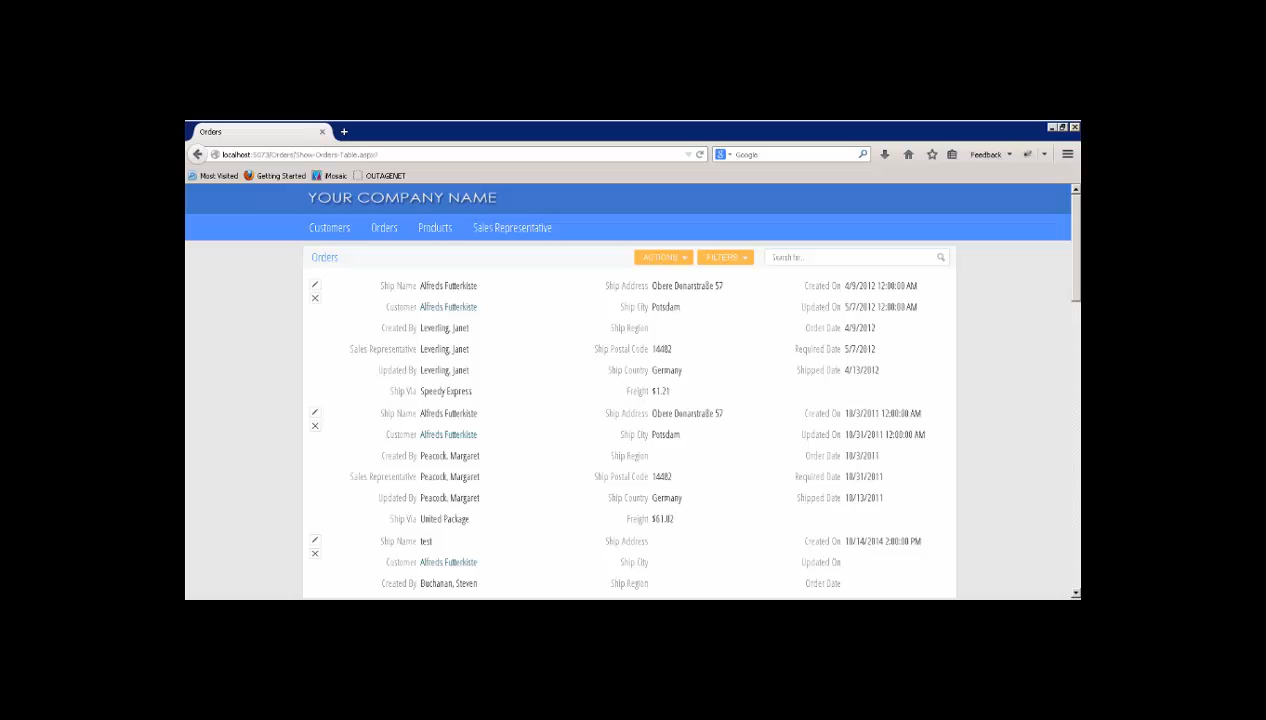 Orders
localhost:5073/Orders/Show-Orders-Table.aspx?
Google
Feedback
Most Visited Getting Started iMosaic OUTAGENET
YOUR COMPANY NAME
Customers Orders Products Sales Representative
Orders ACTIONS FILTERS Search for...
Ship Name Alfreds Futterkiste Ship Address Obere Donarstraße 57 Created On 4/9/2012 12:00:00 AM
Customer Alfreds Futterkiste Ship City Potsdam Updated On 5/7/2012 12:00:00 AM
Created By Leverling, Janet Ship Region Order Date 4/9/2012
Sales Representative Leverling, Janet Ship Postal Code 14482 Required Date 5/7/2012
Updated By Leverling, Janet Ship Country Germany Shipped Date 4/13/2012
Ship Via Speedy Express Freight $1.21
Ship Name Alfreds Futterkiste Ship Address Obere Donarstraße 57 Created On 10/3/2011 12:00:00 AM
Customer Alfreds Futterkiste Ship City Potsdam Updated On 10/31/2011 12:00:00 AM
Created By Peacock, Margaret Ship Region Order Date 10/3/2011
Sales Representative Peacock, Margaret Ship Postal Code 14482 Required Date 10/31/2011
Updated By Peacock, Margaret Ship Country Germany Shipped Date 10/13/2011
Ship Via United Package Freight $61.02
Ship Name test Ship Address Created On 10/14/2014 2:00:00 PM
Customer Alfreds Futterkiste Ship City Updated On
Created By Buchanan, Steven Ship Region Order Date